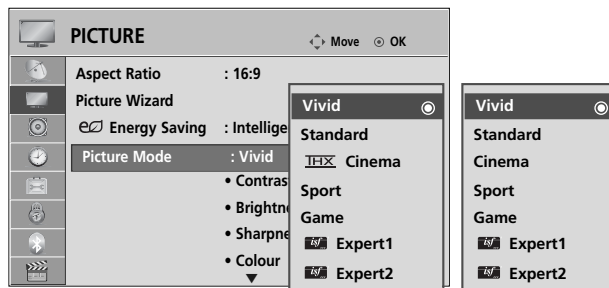 PICTURE
Move OK
Aspect Ratio : 16:9
Picture Wizard
Energy Saving : Intellige
Picture Mode : Vivid
• Contras
• Brightn
• Sharpne
• Colour
Vivid
Standard
THX Cinema
Sport
Game
isf Expert1
isf Expert2
Vivid
Standard
Cinema
Sport
Game
isf Expert1
isf Expert2